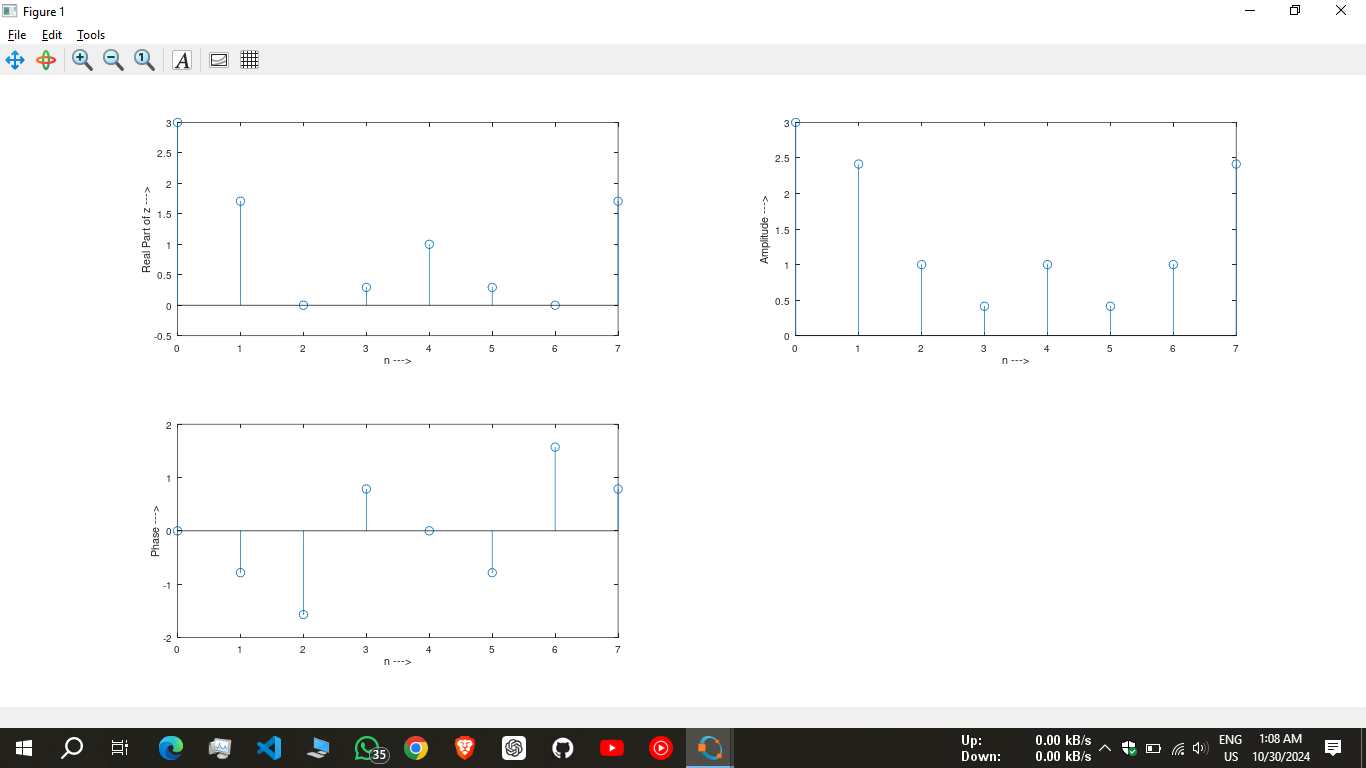 Figure 1
File Edit Tools
1
A
3
2.5
2
1.5
1
0.5
0
-0.5
Real Part of z --->
0 1 2 3 4 5 6 7
n --->
3
2.5
2
1.5
1
0.5
0
Amplitude --->
0 1 2 3 4 5 6 7
n --->
2
1
0
-1
-2
Phase --->
0 1 2 3 4 5 6 7
n --->
35
Up: 0.00 kB/s
Down: 0.00 kB/s
ENG
US
1:08 AM
10/30/2024